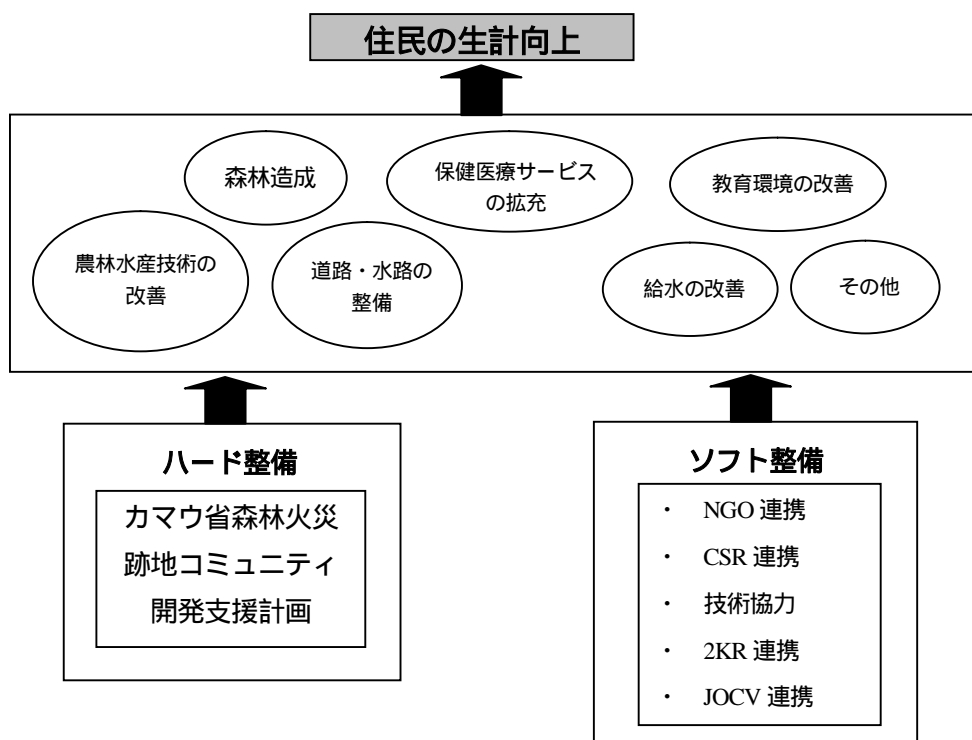 住民の生計向上
森林造成
保健医療サービス
の拡充
教育環境の改善
農林水産技術の
改善
道路・水路の
整備
給水の改善
その他
ハード整備
カマウ省森林火災
跡地コミュニティ
開発支援計画
ソフト整備
・ NGO 連携
・ CSR 連携
・ 技術協力
・ 2KR 連携
・ JOCV 連携